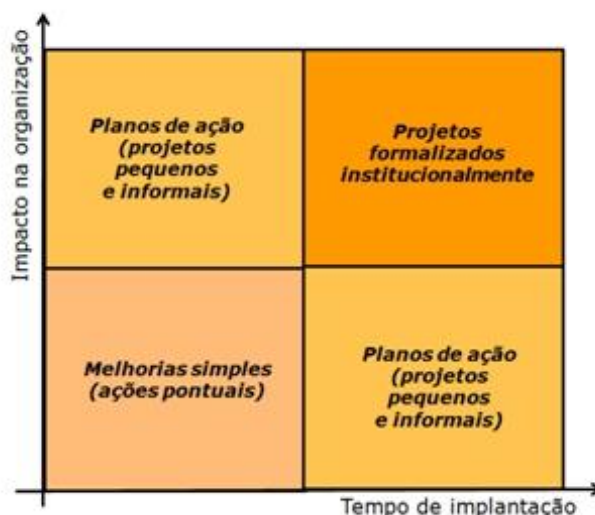 Impacto na organização
Planos de ação
(projetos
pequenos
e informais)
Projetos
formalizados
institucionalmente
Melhorias simples
(ações pontuais)
Planos de ação
(projetos
pequenos
e informais)
Tempo de implantação